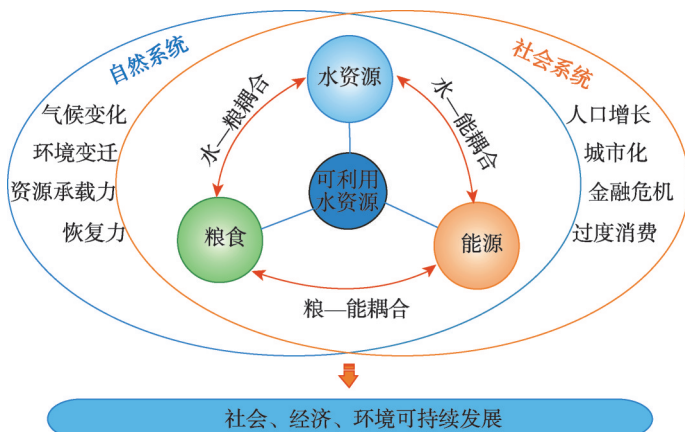 自然系统
社会系统
水资源
气候变化
环境变迁
资源承载力
恢复力
水—粮耦合
水—能耦合
人口增长
城市化
金融危机
过度消费
可利用
水资源
粮食
能源
粮—能耦合
社会、经济、环境可持续发展